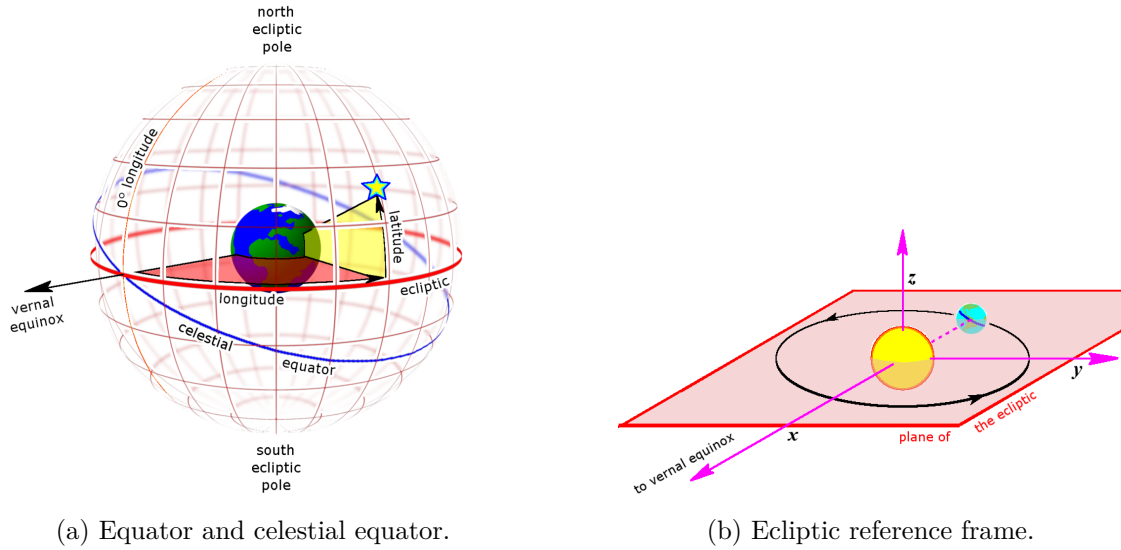 north
ecliptic
pole
0° longitude
latitude
ecliptic
longitude
vernal
equinox
celestial
equator
south
ecliptic
pole
z
y
x
to vernal equinox
plane of
the ecliptic
(a) Equator and celestial equator.
(b) Ecliptic reference frame.